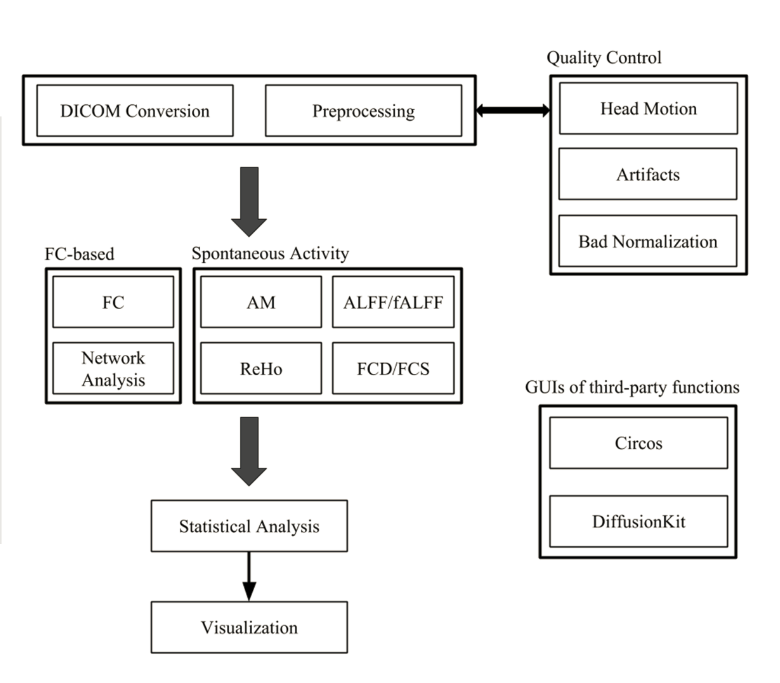 Quality Control
DICOM Conversion
Preprocessing
Head Motion
Artifacts
Bad Normalization
FC-based
Spontaneous Activity
FC
AM
ALFF/fALFF
Network
Analysis
ReHo
FCD/FCS
GUIs of third-party functions
Circos
DiffusionKit
Statistical Analysis
Visualization